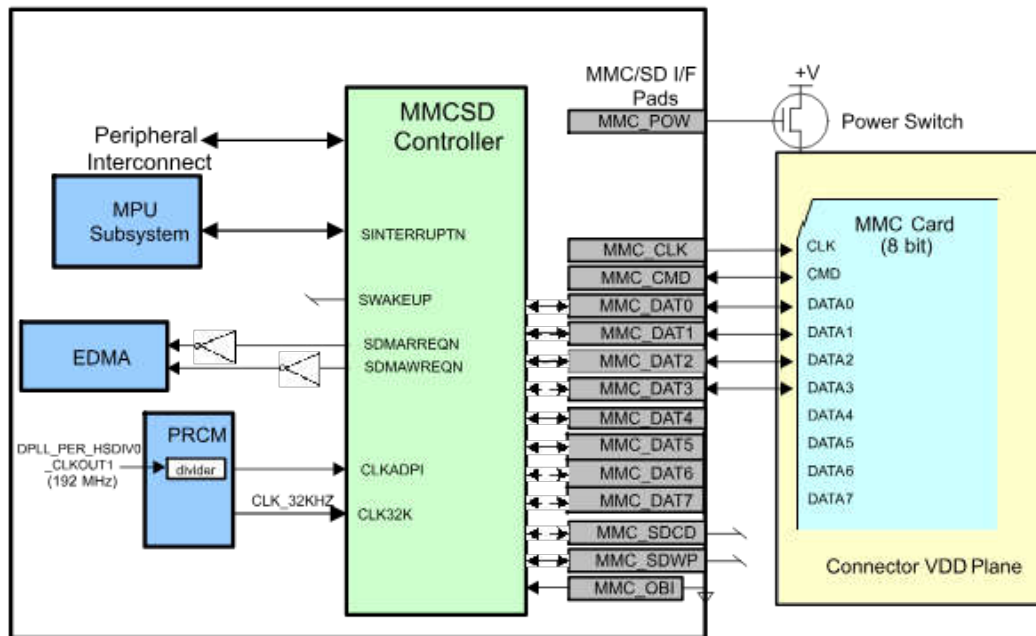 MMC/SD I/F
Pads
+V
MMCSD
Controller
MMC_POW
Power Switch
Peripheral
Interconnect
MPU
Subsystem
SINTERRUPTN
MMC Card
(8 bit)
MMC_CLK
CLK
MMC_CMD
CMD
SWAKEUP
MMC_DAT0
DATA0
MMC_DAT1
DATA1
EDMA
SDMARREQN
SDMAWREQN
MMC_DAT2
DATA2
MMC_DAT3
DATA3
MMC_DAT4
DATA4
PRCM
MMC_DAT5
DATA5
DPLL_PER_HSDIV0
_CLKOUT1
(192 MHz)
divider
CLKADPI
MMC_DAT6
DATA6
CLK_32KHZ
CLK32K
MMC_DAT7
DATA7
MMC_SDCD
MMC_SDWP
Connector VDD Plane
MMC_OBI